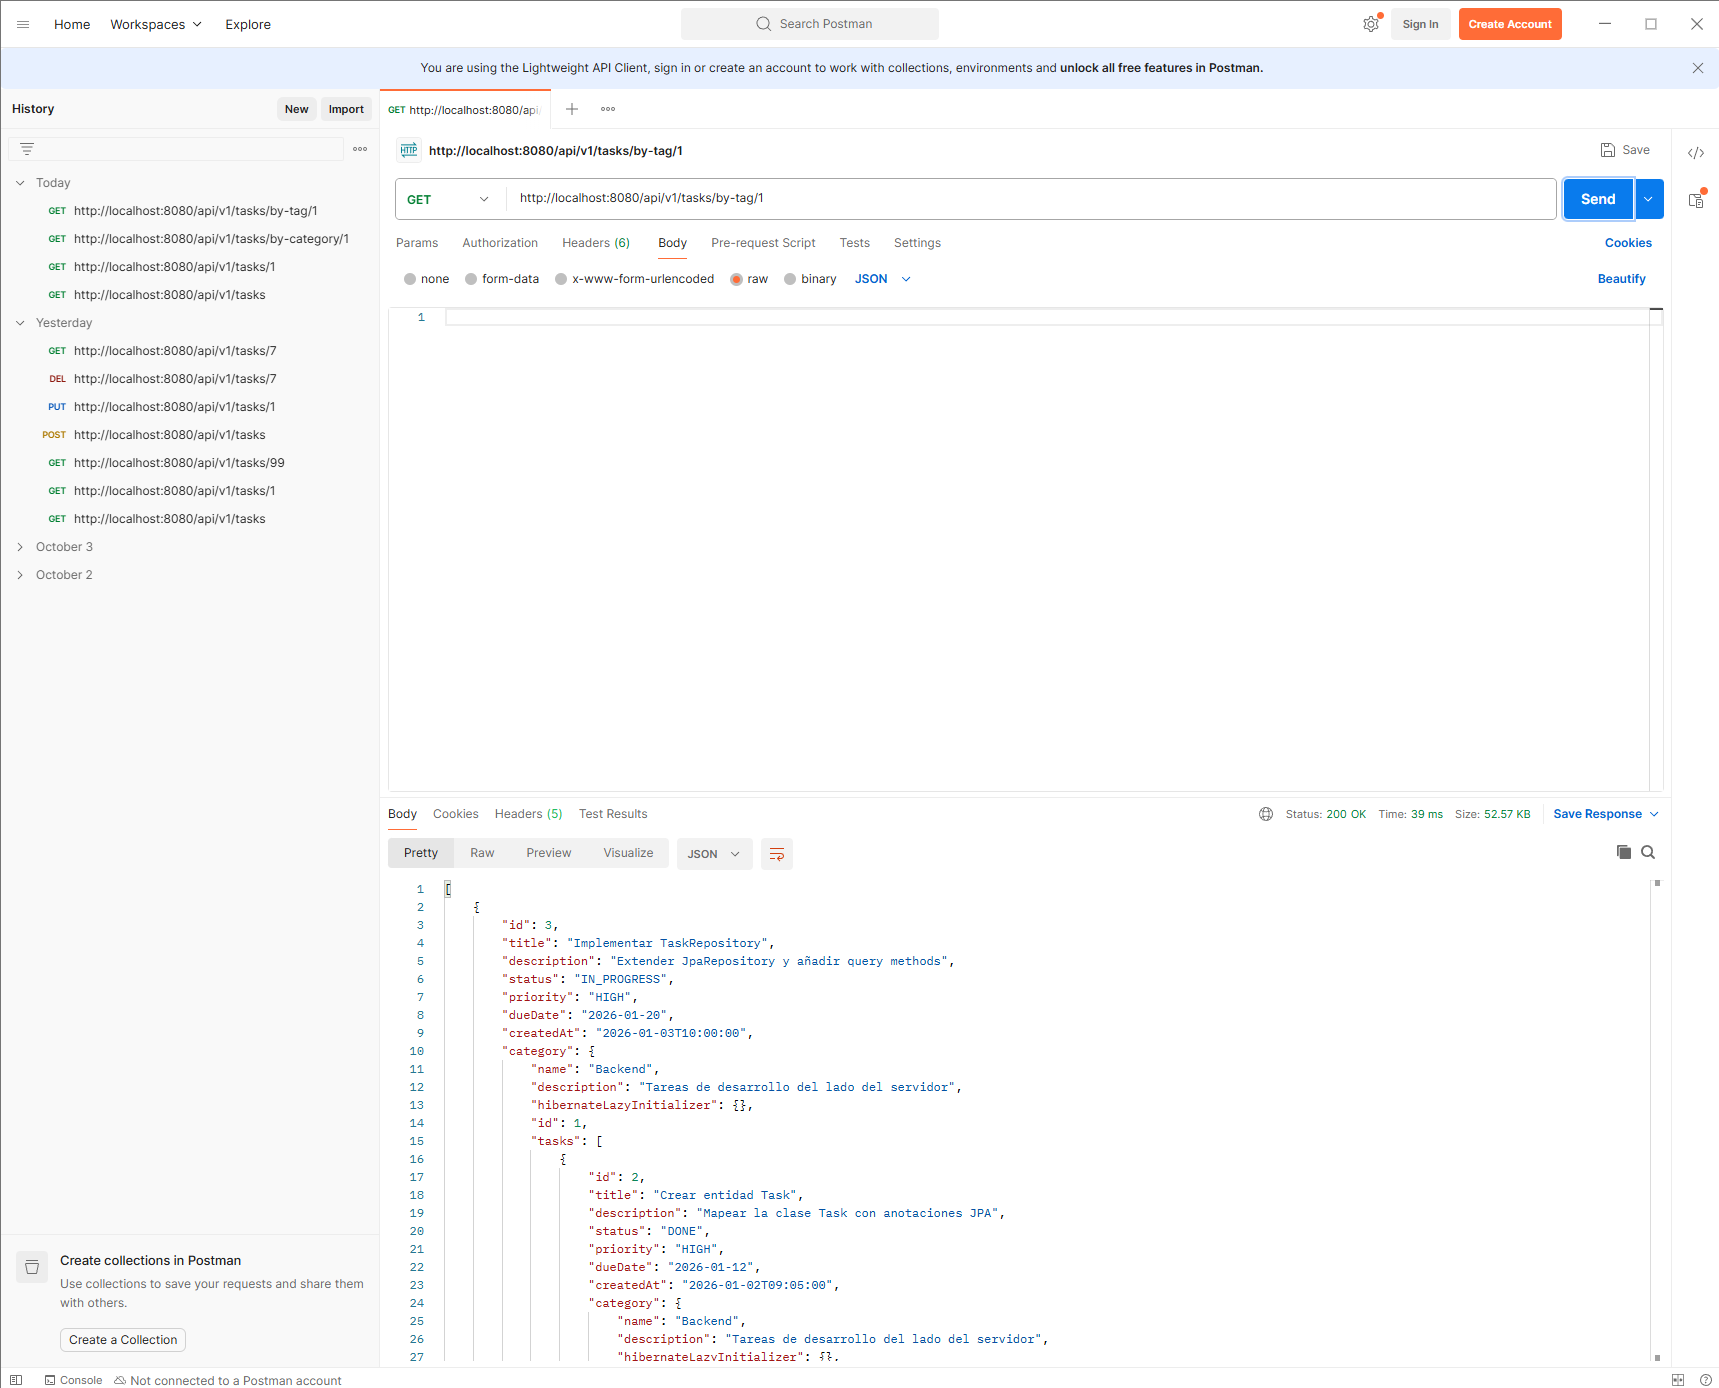 Home Workspaces Explore Search Postman Sign In Create Account
You are using the Lightweight API Client, sign in or create an account to work with collections, environments and unlock all free features in Postman.
History New Import
GET http://localhost:8080/api/
HTTP http://localhost:8080/api/v1/tasks/by-tag/1 Save
Today
GET http://localhost:8080/api/v1/tasks/by-tag/1
GET http://localhost:8080/api/v1/tasks/by-category/1
GET http://localhost:8080/api/v1/tasks/1
GET http://localhost:8080/api/v1/tasks
Yesterday
GET http://localhost:8080/api/v1/tasks/7
DEL http://localhost:8080/api/v1/tasks/7
PUT http://localhost:8080/api/v1/tasks/1
POST http://localhost:8080/api/v1/tasks
GET http://localhost:8080/api/v1/tasks/99
GET http://localhost:8080/api/v1/tasks/1
GET http://localhost:8080/api/v1/tasks
October 3
October 2
Create collections in Postman
Use collections to save your requests and share them
with others.
Create a Collection
GET http://localhost:8080/api/v1/tasks/by-tag/1 Send
Params Authorization Headers (6) Body Pre-request Script Tests Settings Cookies
none form-data x-www-form-urlencoded raw binary JSON Beautify
1
Body Cookies Headers (5) Test Results Status: 200 OK Time: 39 ms Size: 52.57 KB Save Response
Pretty Raw Preview Visualize JSON
1 [
2 {
3 "id": 3,
4 "title": "Implementar TaskRepository",
5 "description": "Extender JpaRepository y añadir query methods",
6 "status": "IN_PROGRESS",
7 "priority": "HIGH",
8 "dueDate": "2026-01-20",
9 "createdAt": "2026-01-03T10:00:00",
10 "category": {
11 "name": "Backend",
12 "description": "Tareas de desarrollo del lado del servidor",
13 "hibernateLazyInitializer": {},
14 "id": 1,
15 "tasks": [
16 {
17 "id": 2,
18 "title": "Crear entidad Task",
19 "description": "Mapear la clase Task con anotaciones JPA",
20 "status": "DONE",
21 "priority": "HIGH",
22 "dueDate": "2026-01-12",
23 "createdAt": "2026-01-02T09:05:00",
24 "category": {
25 "name": "Backend",
26 "description": "Tareas de desarrollo del lado del servidor",
27 "hibernateLazyInitializer": {},
Console Not connected to a Postman account